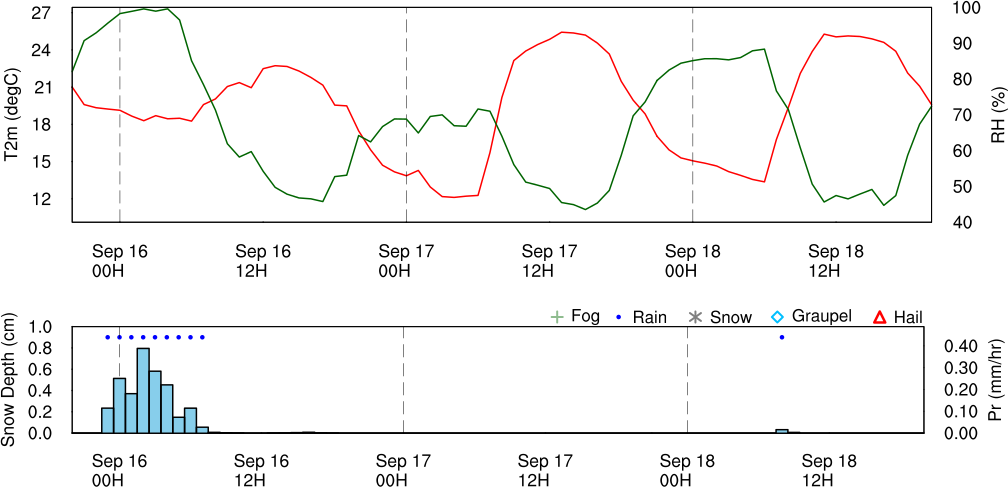 27
24
21
18
15
12
T2m (degC)
100
90
80
70
60
50
40
RH (%)
Sep 16 Sep 16 Sep 17 Sep 17 Sep 18 Sep 18
00H 12H 00H 12H 00H 12H
Fog Rain Snow Graupel Hail
1.0
0.8
0.6
0.4
0.2
0.0
Snow Depth (cm)
0.40
0.30
0.20
0.10
0.00
Pr (mm/hr)
Sep 16 Sep 16 Sep 17 Sep 17 Sep 18 Sep 18
00H 12H 00H 12H 00H 12H